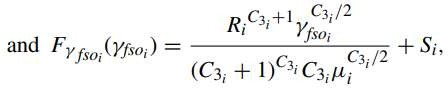 and $F_{\gamma_{fso_i}}(\gamma_{fso_i}) = \frac{R_i^{C_{3_i}+1} \gamma_{fso_i}^{C_{3_i}/2}}{(C_{3_i}+1)^{C_{3_i}} C_{3_i} \mu_i^{C_{3_i}/2}} + S_i,$